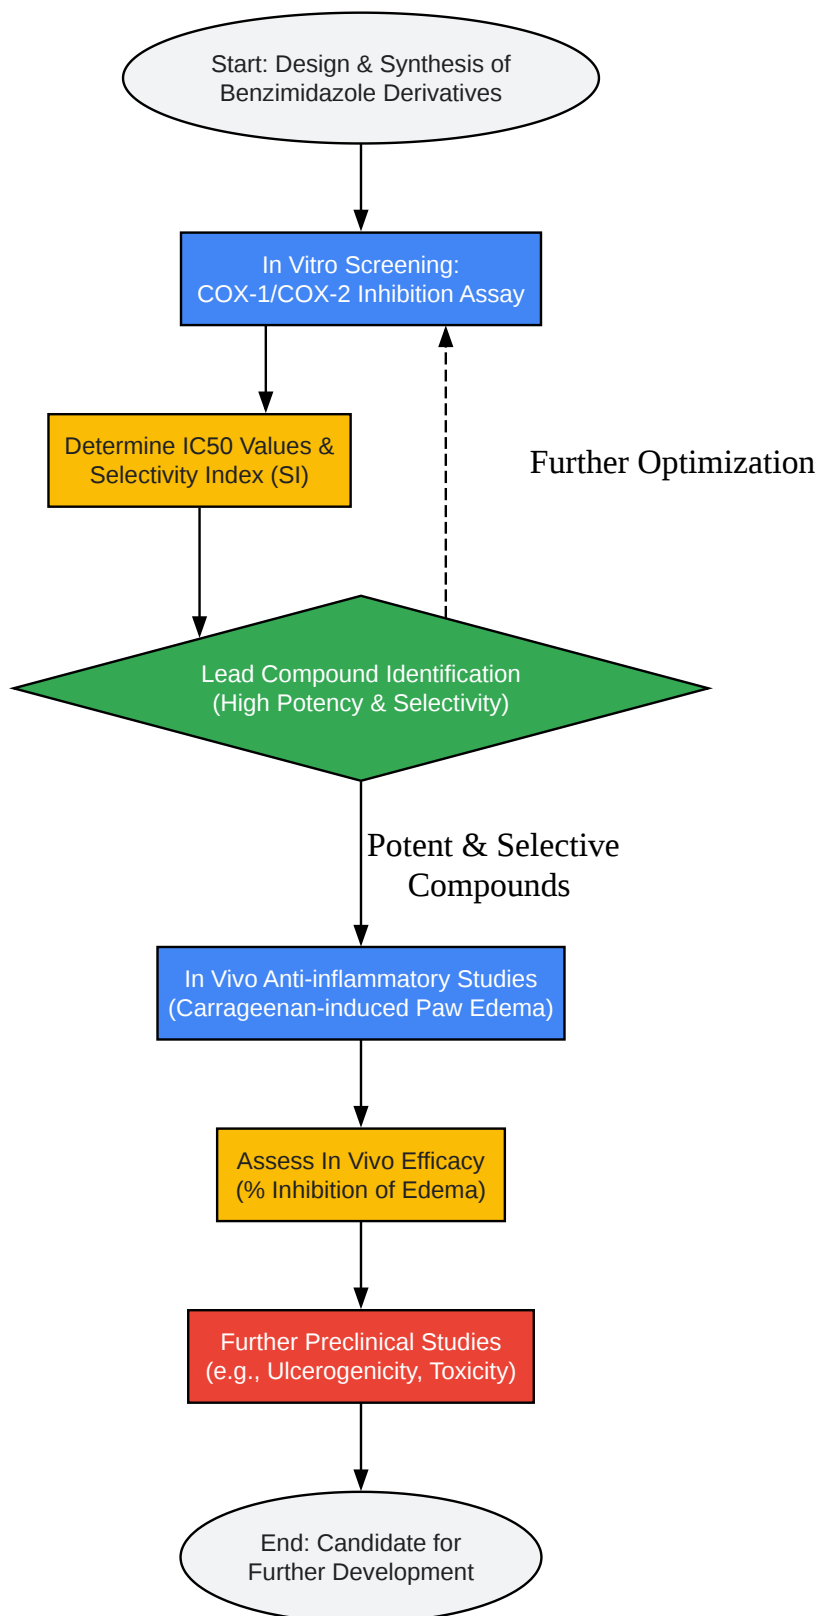 Start: Design & Synthesis of
Benzimidazole Derivatives
In Vitro Screening:
COX-1/COX-2 Inhibition Assay
Determine IC50 Values &
Selectivity Index (SI)
Further Optimization
Lead Compound Identification
(High Potency & Selectivity)
Potent & Selective
Compounds
In Vivo Anti-inflammatory Studies
(Carrageenan-induced Paw Edema)
Assess In Vivo Efficacy
(% Inhibition of Edema)
Further Preclinical Studies
(e.g., Ulcerogenicity, Toxicity)
End: Candidate for
Further Development